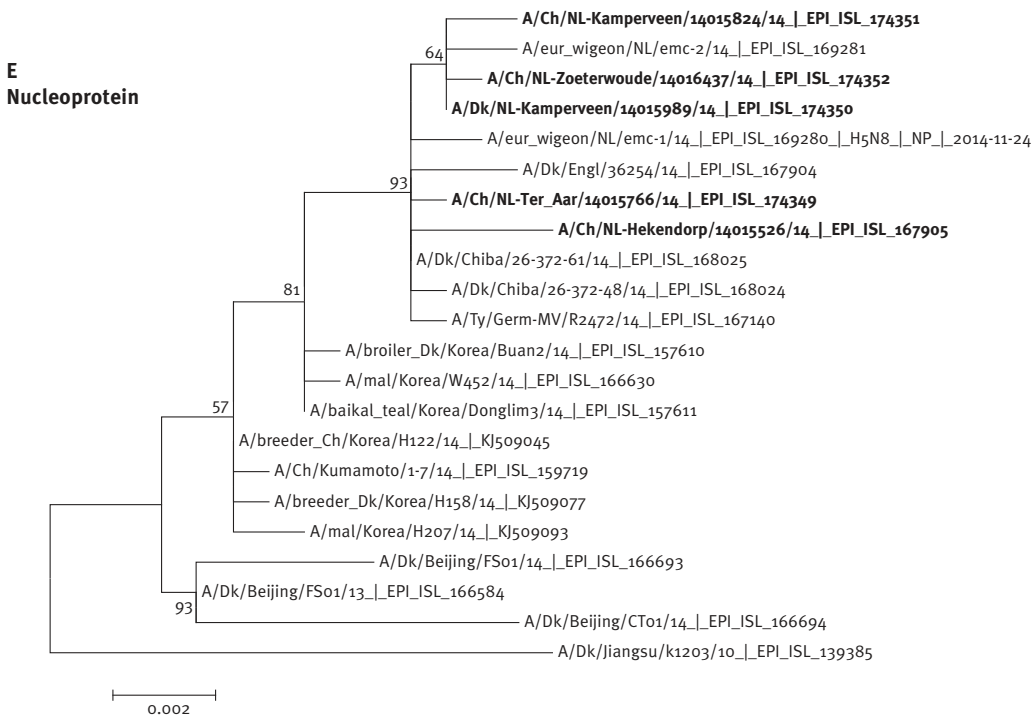 E
Nucleoprotein
A/Ch/NL-Kamperveen/14015824/14_|_EPI_ISL_174351
64
A/eur_wigeon/NL/emc-2/14_|_EPI_ISL_169281
A/Ch/NL-Zoeterwoude/14016437/14_|_EPI_ISL_174352
A/Dk/NL-Kamperveen/14015989/14_|_EPI_ISL_174350
A/eur_wigeon/NL/emc-1/14_|_EPI_ISL_169280_|_H5N8_|_NP_|_2014-11-24
A/Dk/Engl/36254/14_|_EPI_ISL_167904
93
A/Ch/NL-Ter_Aar/14015766/14_|_EPI_ISL_174349
A/Ch/NL-Hekendorp/14015526/14_|_EPI_ISL_167905
A/Dk/Chiba/26-372-61/14_|_EPI_ISL_168025
A/Dk/Chiba/26-372-48/14_|_EPI_ISL_168024
81
A/Ty/Germ-MV/R2472/14_|_EPI_ISL_167140
A/broiler_Dk/Korea/Buan2/14_|_EPI_ISL_157610
A/mal/Korea/W452/14_|_EPI_ISL_166630
57
A/baikal_teal/Korea/Donglim3/14_|_EPI_ISL_157611
A/breeder_Ch/Korea/H122/14_|_KJ509045
A/Ch/Kumamoto/1-7/14_|_EPI_ISL_159719
A/breeder_Dk/Korea/H158/14_|_KJ509077
A/mal/Korea/H207/14_|_KJ509093
A/Dk/Beijing/FS01/14_|_EPI_ISL_166693
A/Dk/Beijing/FS01/13_|_EPI_ISL_166584
93
A/Dk/Beijing/CT01/14_|_EPI_ISL_166694
A/Dk/Jiangsu/k1203/10_|_EPI_ISL_139385
0.002